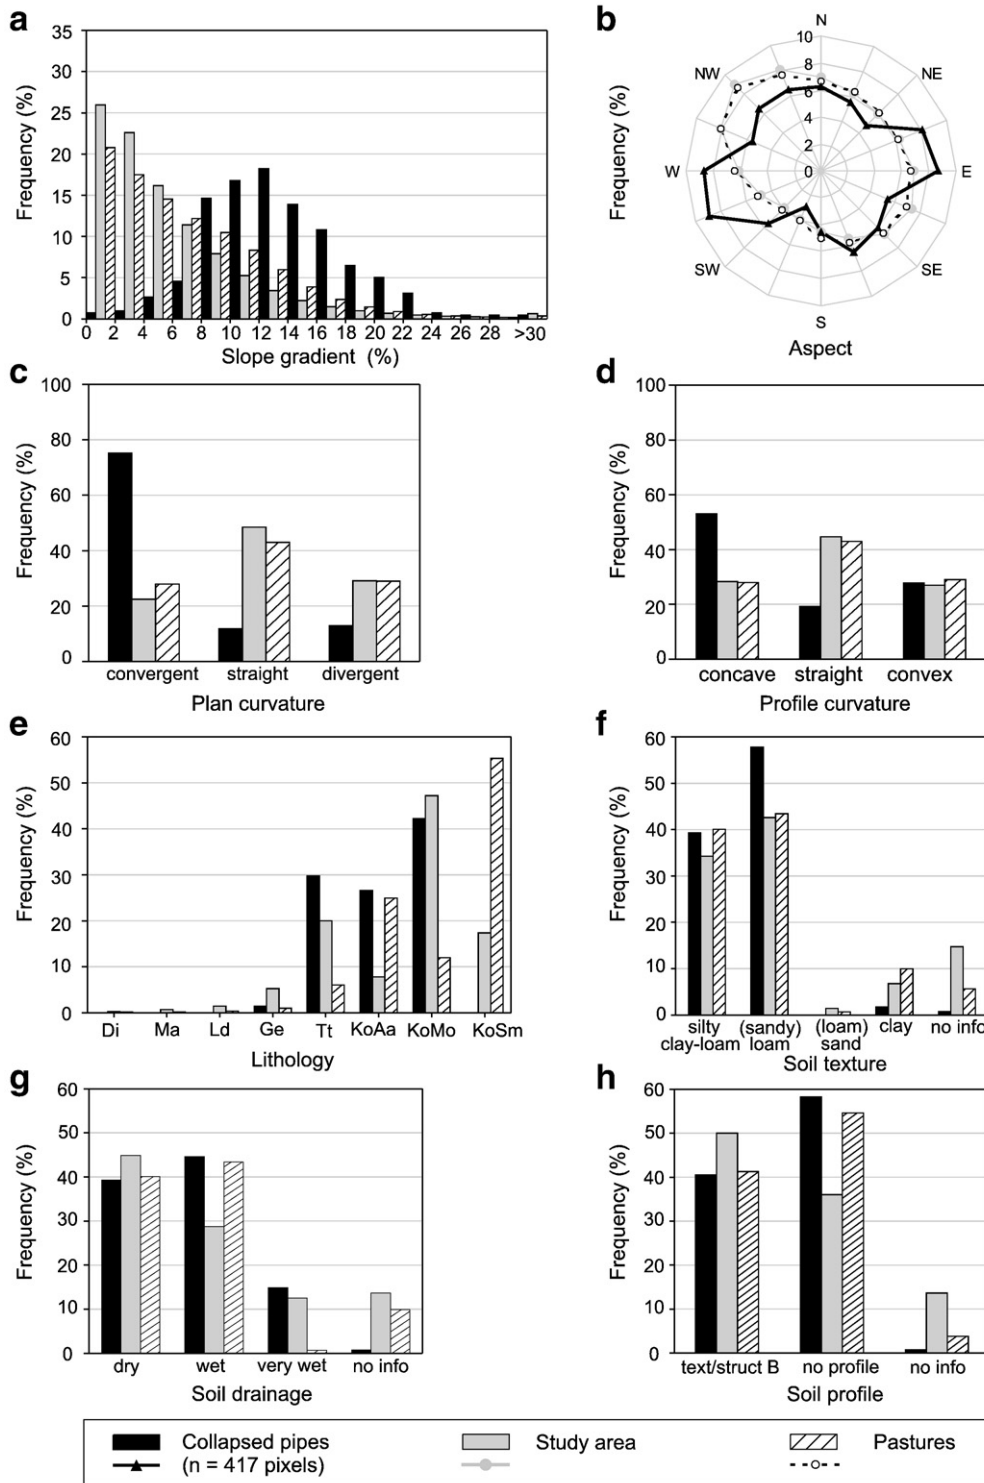 a
35
30
25
20
15
10
5
0
Frequency (%)
0 2 4 6 8 10 12 14 16 18 20 22 24 26 28 >30
Slope gradient (%)
b
N
NE
E
SE
S
SW
W
NW
10
8
6
4
2
0
Frequency (%)
Aspect
c
100
80
60
40
20
0
Frequency (%)
convergent straight divergent
Plan curvature
d
100
80
60
40
20
0
Frequency (%)
concave straight convex
Profile curvature
e
60
50
40
30
20
10
0
Frequency (%)
Di Ma Ld Ge Tt KoAa KoMo KoSm
Lithology
f
60
50
40
30
20
10
0
Frequency (%)
silty (sandy) (loam) clay no info
clay-loam loam sand
Soil texture
g
60
50
40
30
20
10
0
Frequency (%)
dry wet very wet no info
Soil drainage
h
60
50
40
30
20
10
0
Frequency (%)
text/struct B no profile no info
Soil profile
Collapsed pipes Study area Pastures
(n = 417 pixels)